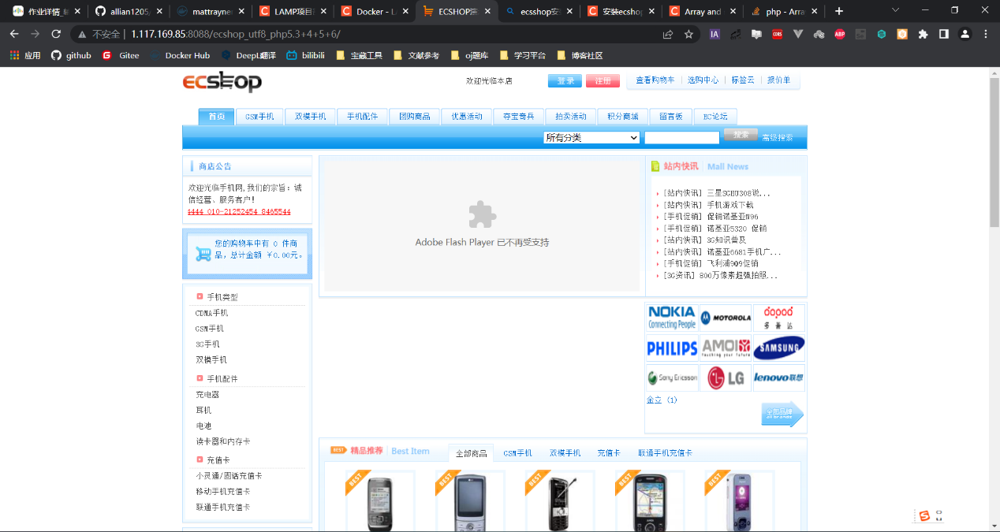 作业详情_
allian1205,
mattrayner
LAMP项目
Docker - L
ECSHOP演
ecsshop安
安装ecshop
Array and
php - Arra
不安全 | 1.117.169.85:8088/ecshop_utf8_php5.3+4+5+6/
应用 github Gitee Docker Hub DeepL翻译 bilibili 宝藏工具 文献参考 oj题库 学习平台 博客社区
ecshop
欢迎光临本店
登录 注册
查看购物车 | 选购中心 | 标签云 | 报价单
首页 GSM手机 双模手机 手机配件 团购商品 优惠活动 夺宝奇兵 拍卖活动 积分商城 留言板 EC论坛
所有分类 搜索 高级搜索
商店公告
欢迎光临手机网,我们的宗旨：诚
信经营、服务客户！
444 010-21252454 8465544
您的购物车中有 0 件商
品，总计金额 ￥0.00元。
手机类型
CDMA手机
GSM手机
3G手机
双模手机
手机配件
充电器
耳机
电池
读卡器和内存卡
充值卡
小灵通/固话充值卡
移动手机充值卡
联通手机充值卡
Adobe Flash Player 已不再受支持
站内快讯 | Mall News
[站内快讯] 三星SGHU308说...
[站内快讯] 手机游戏下载
[手机促销] 促销诺基亚N96
[手机促销] 诺基亚5320 促销
[站内快讯] 3G知识普及
[站内快讯] 诺基亚6681手机广...
[手机促销] 飞利浦9@9促销
[3G资讯] 800万像素超强拍照...
NOKIA
Connecting People
MOTOROLA
dopod
多普达
PHILIPS
AMOI
touching your future
SAMSUNG
Sony Ericsson
LG
lenovo联想
金立 (1)
全部品牌
all brands
BEST 精品推荐 | Best Item
全部商品 GSM手机 双模手机 充值卡 联通手机充值卡
BEST BEST BEST BEST BEST